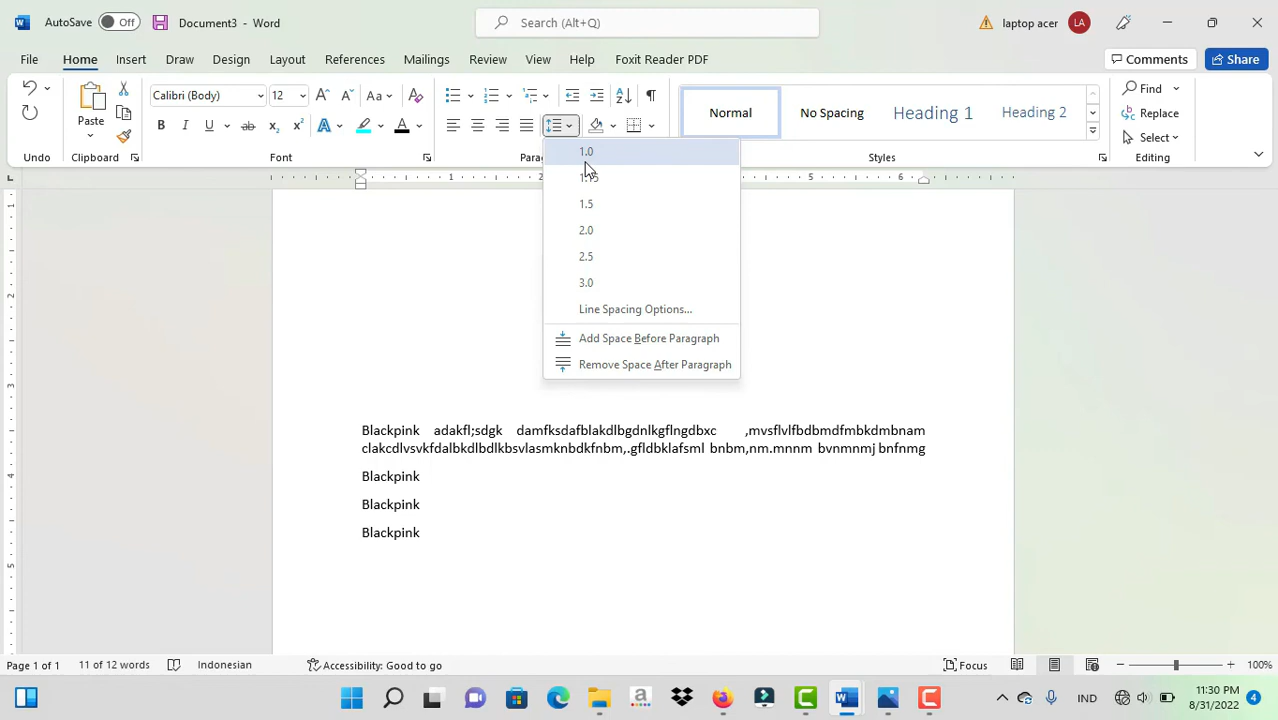 AutoSave Off Document3 - Word Search (Alt+Q) laptop acer LA
File Home Insert Draw Design Layout References Mailings Review View Help Foxit Reader PDF Comments Share
Paste
Calibri (Body) 12
Normal No Spacing Heading 1 Heading 2
Find
Replace
Select
Undo Clipboard Font Styles Editing
1.0
1.15
1.5
2.0
2.5
3.0
Line Spacing Options...
Add Space Before Paragraph
Remove Space After Paragraph
Blackpink adakfl;sdgk damfksdafblakdlbgdnlkgflngdbxc ,mvsflvlfbdbmdfmbkdmbnam
clakcdlvsvkfdalbkdlbdlkbsvlasmknbdkfnbm,.gfldbklafsml bnbm,nm.mnnm bvnmnmj bnfnmg
Blackpink
Blackpink
Blackpink
Page 1 of 1 11 of 12 words Indonesian Accessibility: Good to go Focus 100%
IND 11:30 PM
8/31/2022 4